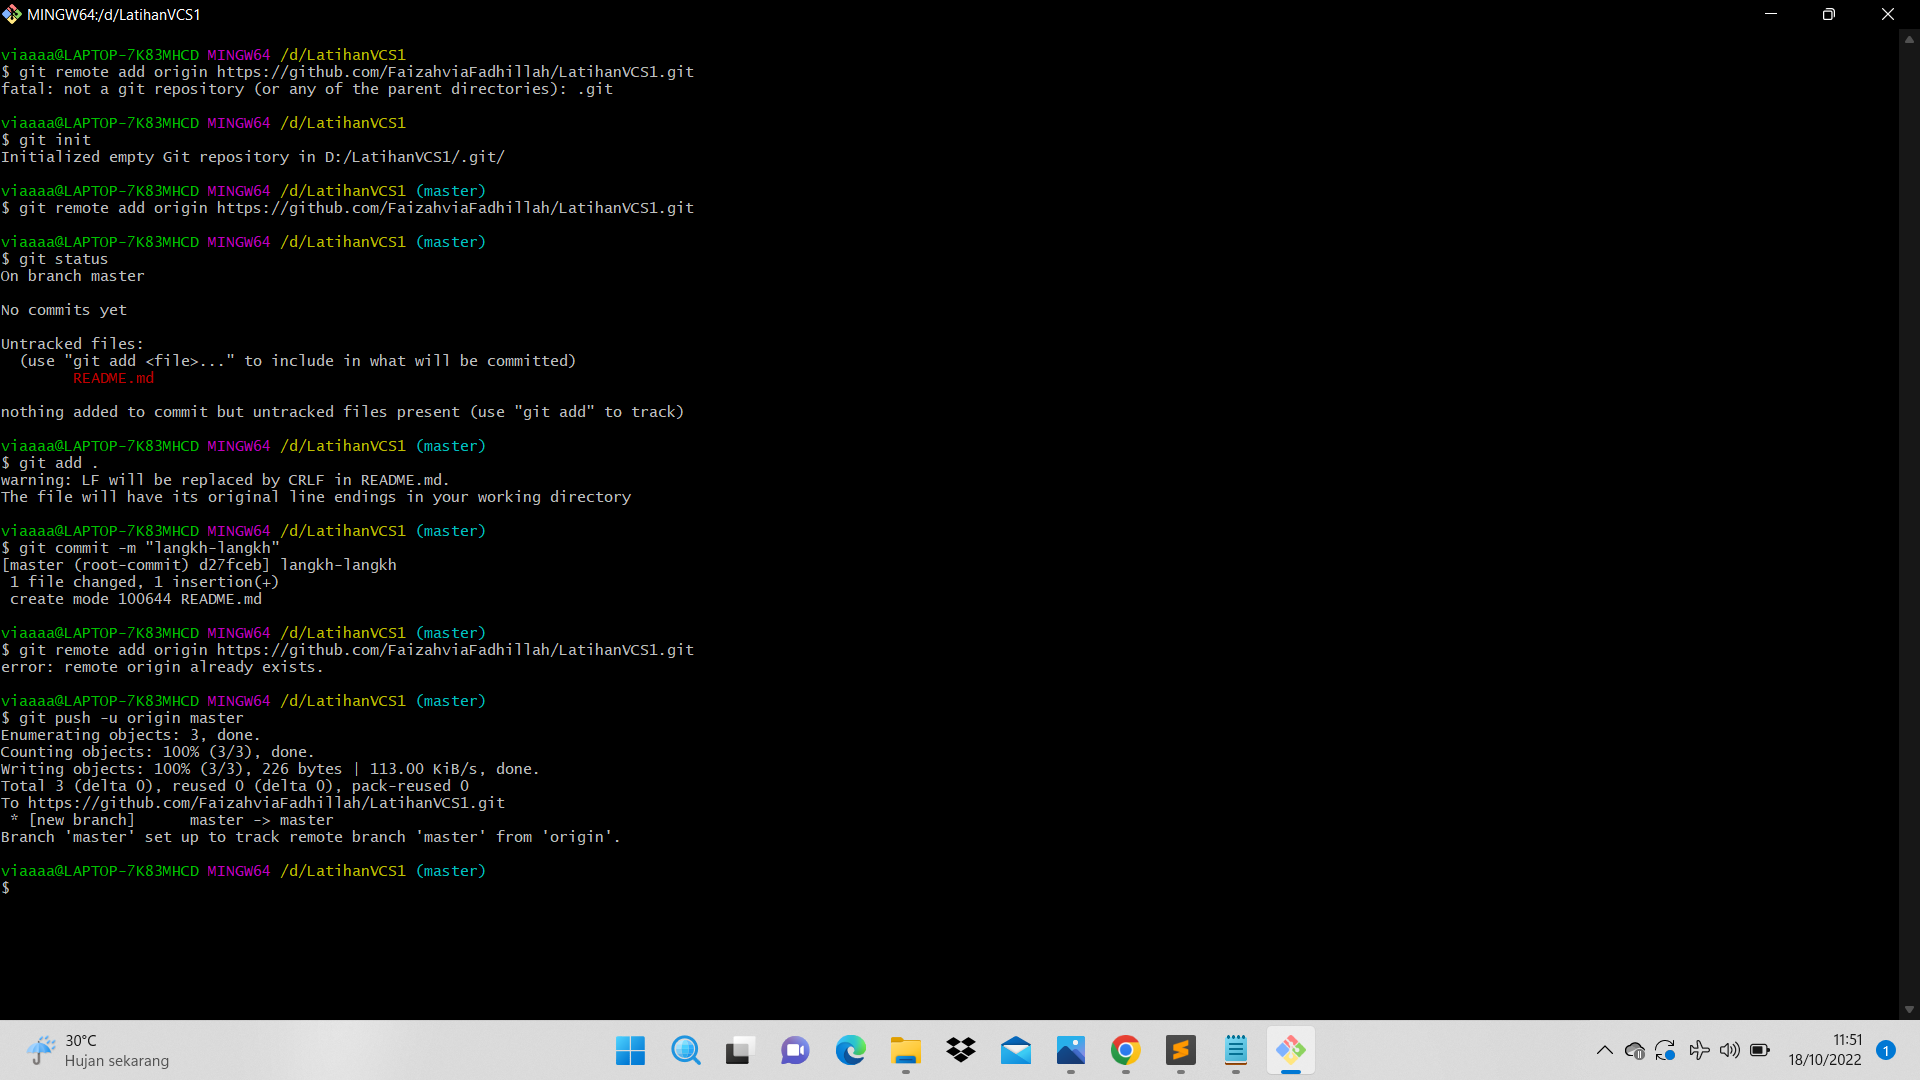 MINGW64:/d/LatihanVCS1
viaaaa@LAPTOP-7K83MHCD MINGW64 /d/LatihanVCS1
$ git remote add origin https://github.com/FaizahviaFadhillah/LatihanVCS1.git
fatal: not a git repository (or any of the parent directories): .git
viaaaa@LAPTOP-7K83MHCD MINGW64 /d/LatihanVCS1
$ git init
Initialized empty Git repository in D:/LatihanVCS1/.git/
viaaaa@LAPTOP-7K83MHCD MINGW64 /d/LatihanVCS1 (master)
$ git remote add origin https://github.com/FaizahviaFadhillah/LatihanVCS1.git
viaaaa@LAPTOP-7K83MHCD MINGW64 /d/LatihanVCS1 (master)
$ git status
On branch master
No commits yet
Untracked files:
  (use "git add <file>..." to include in what will be committed)
        README.md
nothing added to commit but untracked files present (use "git add" to track)
viaaaa@LAPTOP-7K83MHCD MINGW64 /d/LatihanVCS1 (master)
$ git add .
warning: LF will be replaced by CRLF in README.md.
The file will have its original line endings in your working directory
viaaaa@LAPTOP-7K83MHCD MINGW64 /d/LatihanVCS1 (master)
$ git commit -m "langkh-langkh"
[master (root-commit) d27fceb] langkh-langkh
 1 file changed, 1 insertion(+)
 create mode 100644 README.md
viaaaa@LAPTOP-7K83MHCD MINGW64 /d/LatihanVCS1 (master)
$ git remote add origin https://github.com/FaizahviaFadhillah/LatihanVCS1.git
error: remote origin already exists.
viaaaa@LAPTOP-7K83MHCD MINGW64 /d/LatihanVCS1 (master)
$ git push -u origin master
Enumerating objects: 3, done.
Counting objects: 100% (3/3), done.
Writing objects: 100% (3/3), 226 bytes | 113.00 KiB/s, done.
Total 3 (delta 0), reused 0 (delta 0), pack-reused 0
To https://github.com/FaizahviaFadhillah/LatihanVCS1.git
 * [new branch]      master -> master
Branch 'master' set up to track remote branch 'master' from 'origin'.
viaaaa@LAPTOP-7K83MHCD MINGW64 /d/LatihanVCS1 (master)
$
30°C
Hujan sekarang
11:51
18/10/2022
1